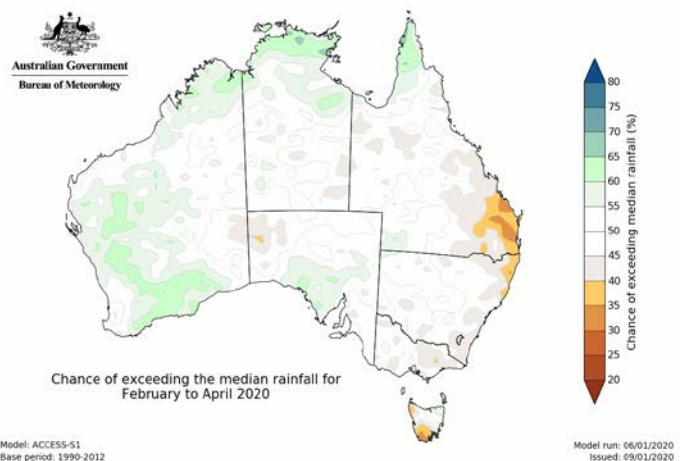 Australian Government
Bureau of Meteorology
80
75
70
65
60
55
50
45
40
35
30
25
20
Chance of exceeding median rainfall (%)
Chance of exceeding the median rainfall for
February to April 2020
Model: ACCESS-S1
Base period: 1990-2012
Model run: 06/01/2020
Issued: 09/01/2020